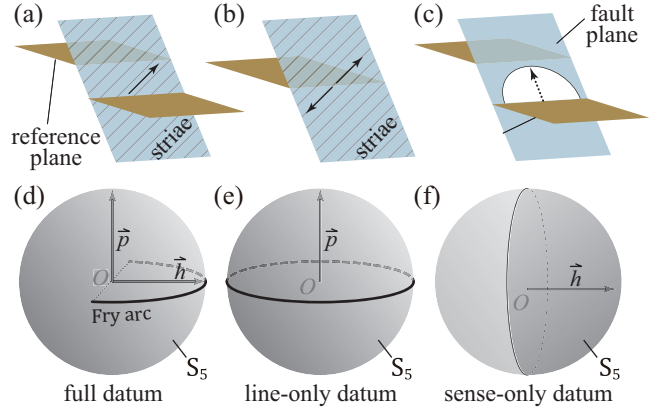 (a)
(b)
(c)
fault
plane
reference
plane
striae
striae
(d)
(e)
(f)
p
p
O
h
O
O
h
Fry arc
S5
S5
S5
full datum
line-only datum
sense-only datum